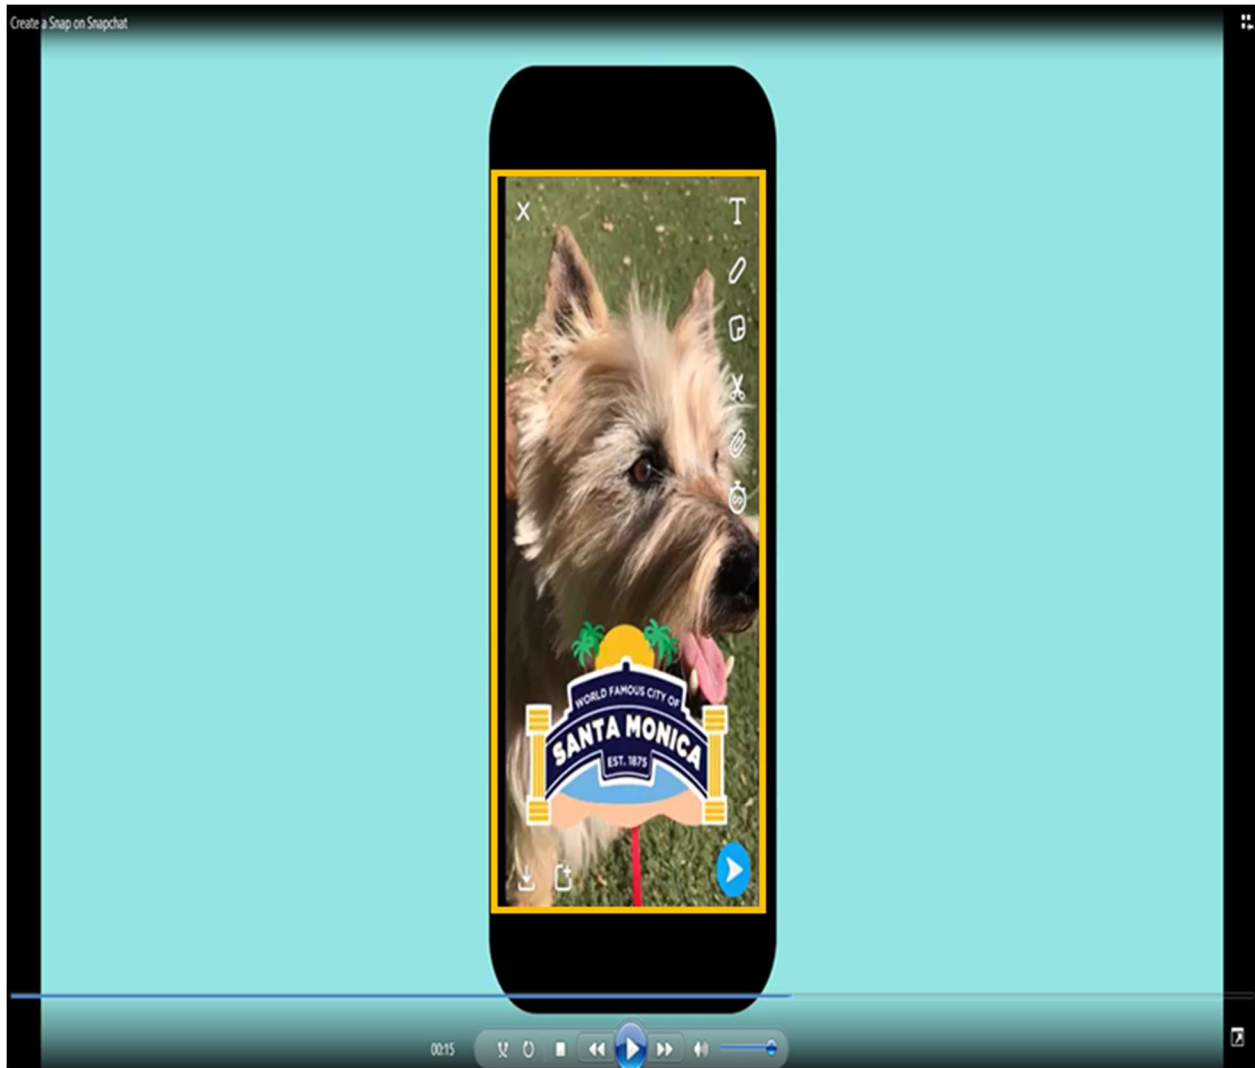 Create a Snap on Snapchat
T
WORLD FAMOUS CITY OF
SANTA MONICA
EST. 1875
00:15